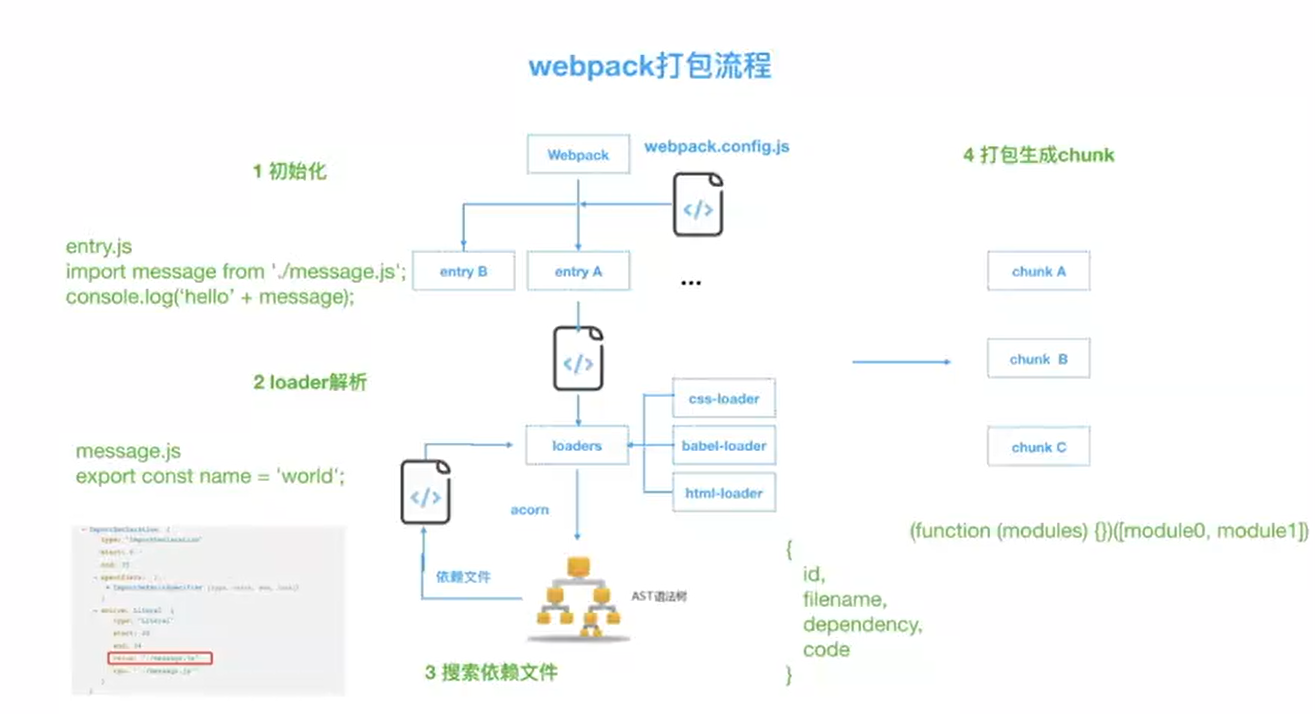 webpack打包流程
1 初始化
Webpack
webpack.config.js
4 打包生成chunk
</>
entry.js
import message from './message.js';
console.log(‘hello’ + message);
entry B
entry A
...
chunk A
</>
2 loader解析
chunk B
css-loader
loaders
babel-loader
html-loader
chunk C
message.js
export const name = 'world';
</>
acorn
依赖文件
AST语法树
3 搜索依赖文件
(function (modules) {})([module0, module1])
{
id,
filename,
dependency,
code
}
ImportDeclaration {
type: "ImportDeclaration"